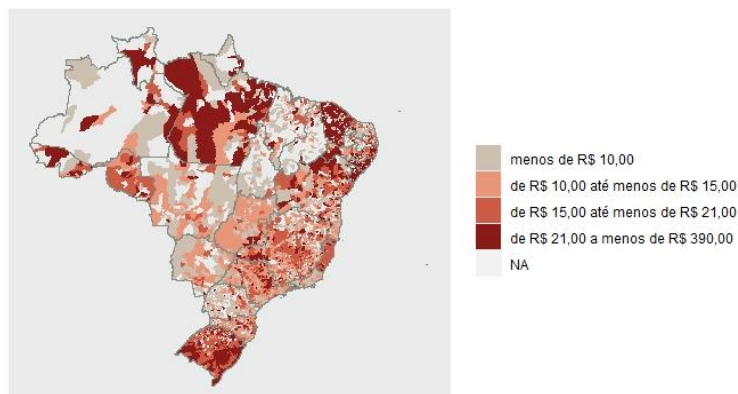 menos de R$ 10,00
de R$ 10,00 até menos de R$ 15,00
de R$ 15,00 até menos de R$ 21,00
de R$ 21,00 a menos de R$ 390,00
NA